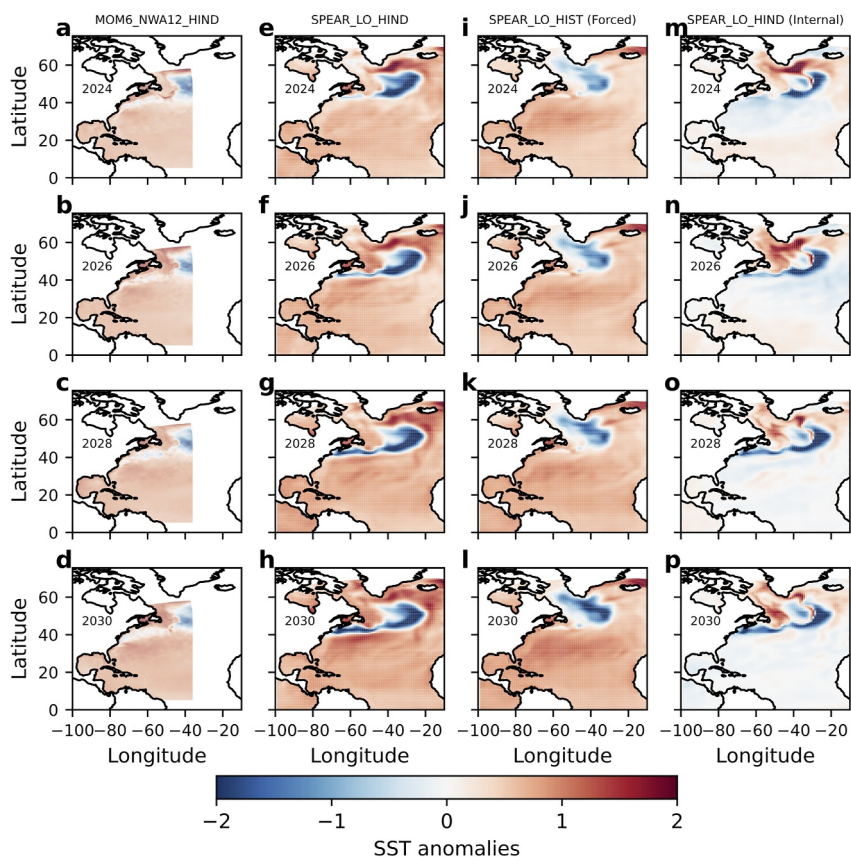 MOM6_NWA12_HIND SPEAR_LO_HIND SPEAR_LO_HIST (Forced) SPEAR_LO_HIND (Internal)
a e i m
Latitude
60
40
20
0
2024 2024 2024 2024
b f j n
Latitude
60
40
20
0
2026 2026 2026 2026
c g k o
Latitude
60
40
20
0
2028 2028 2028 2028
d h l p
Latitude
60
40
20
0
2030 2030 2030 2030
−100 −80 −60 −40 −20 −100 −80 −60 −40 −20 −100 −80 −60 −40 −20 −100 −80 −60 −40 −20
Longitude Longitude Longitude Longitude
−2 −1 0 1 2
SST anomalies